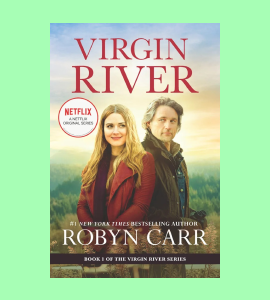 VIRGIN
RIVER
NETFLIX
A NETFLIX
ORIGINAL SERIES
#1 NEW YORK TIMES BESTSELLING AUTHOR
ROBYN CARR
BOOK 1 OF THE VIRGIN RIVER SERIES